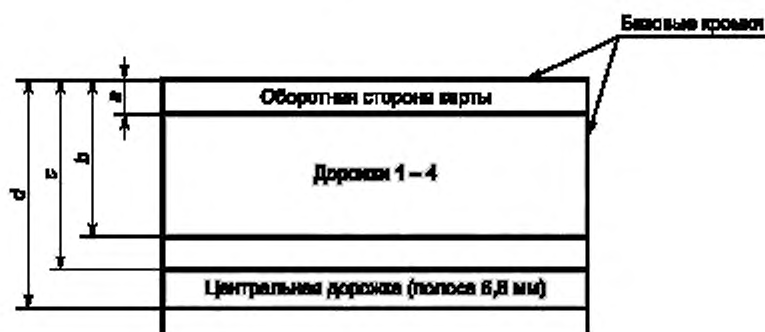 Базовые кромки
Оборотная сторона карты
a
b
c
d
Дорожки 1 – 4
Центральная дорожка (полоса 6,8 мм)